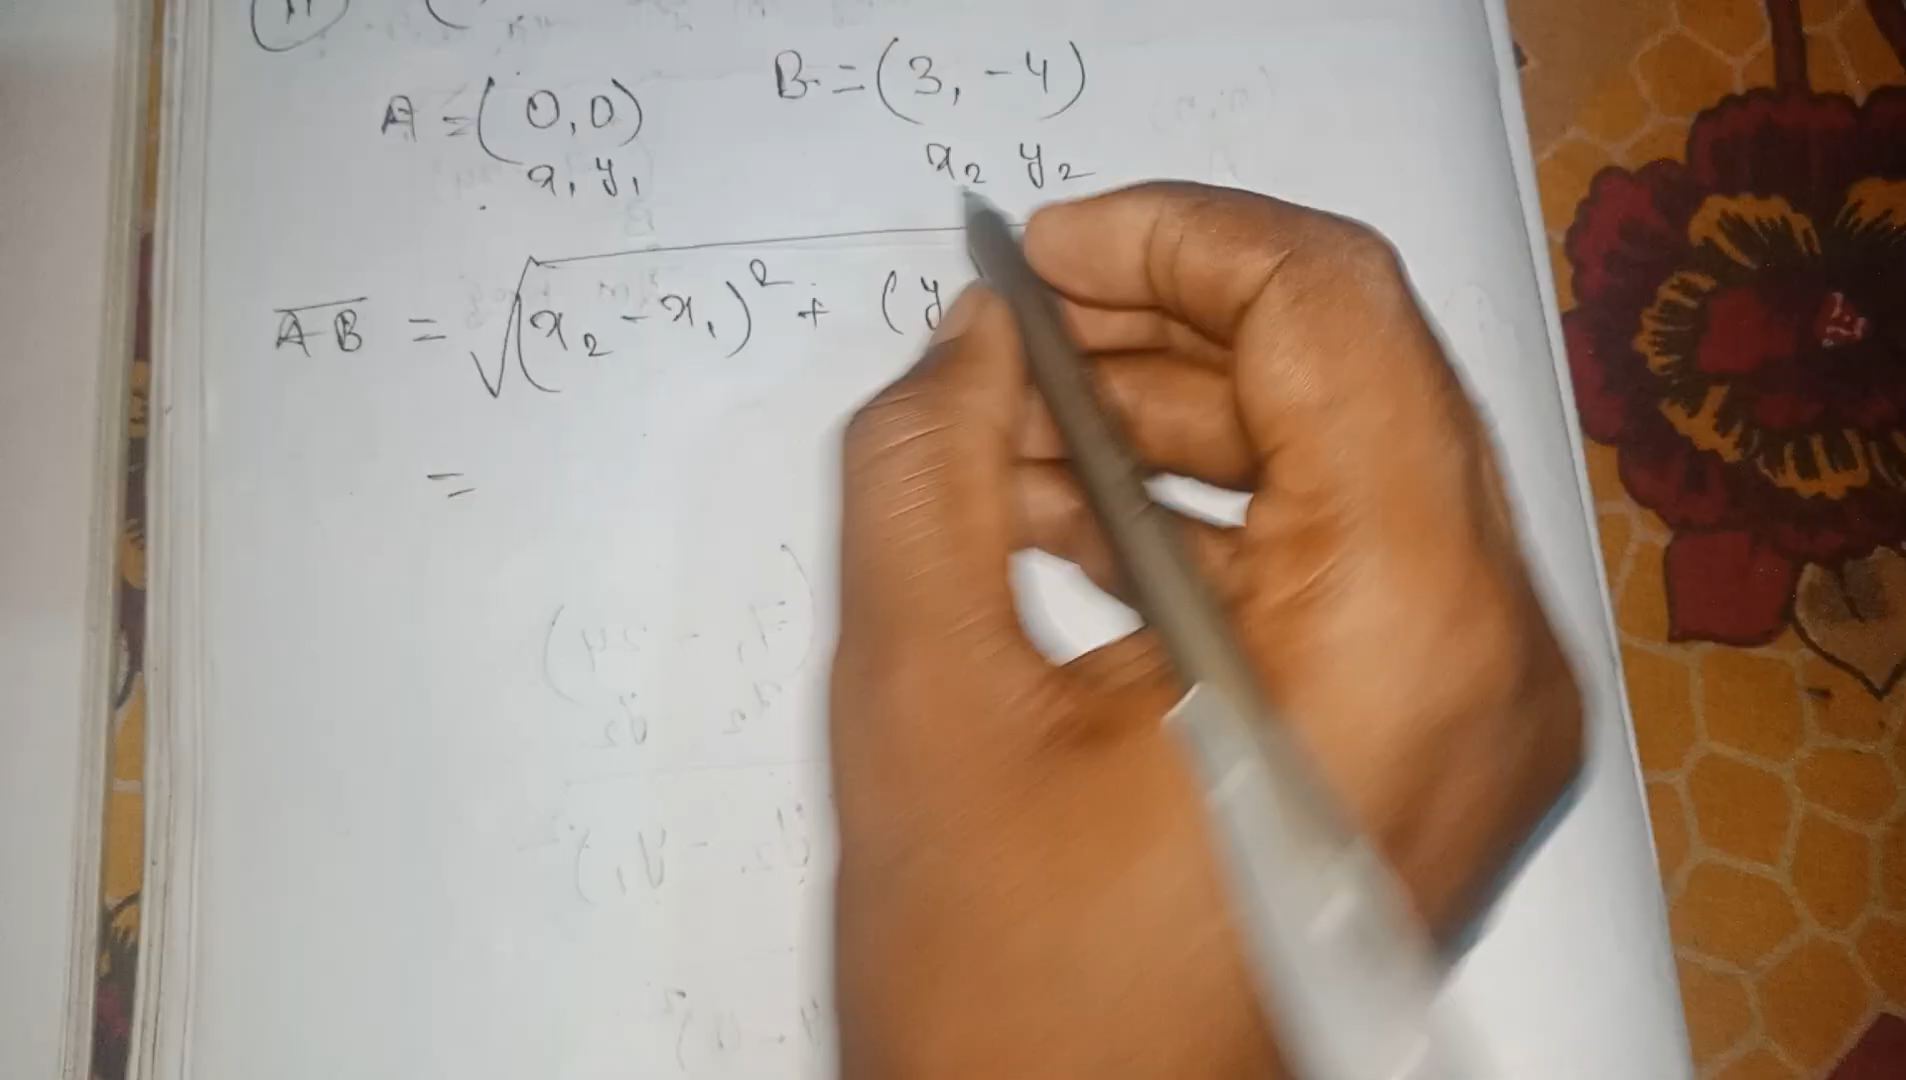 A = (0,0) B = (3, -4)
x₁ y₁ x₂ y₂
AB = √(x₂ - x₁)² + (y
=